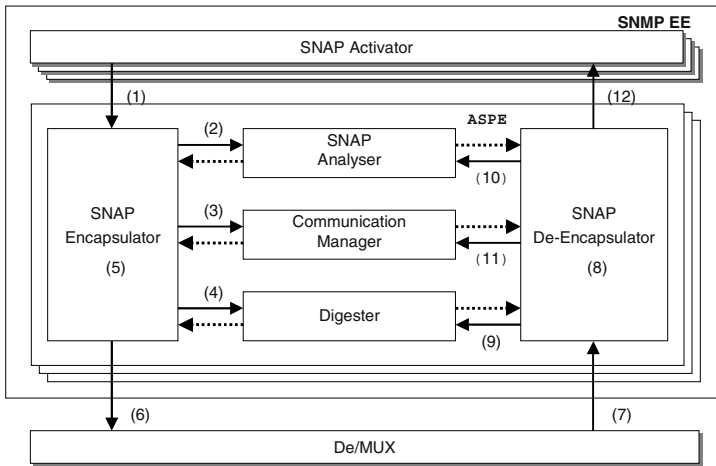 SNMP EE
SNAP Activator
(1)
(12)
(2)
SNAP
Analyser
ASPE
(10)
SNAP
Encapsulator
(5)
(3)
Communication
Manager
(11)
SNAP
De-Encapsulator
(8)
(4)
Digester
(9)
(6)
(7)
De/MUX